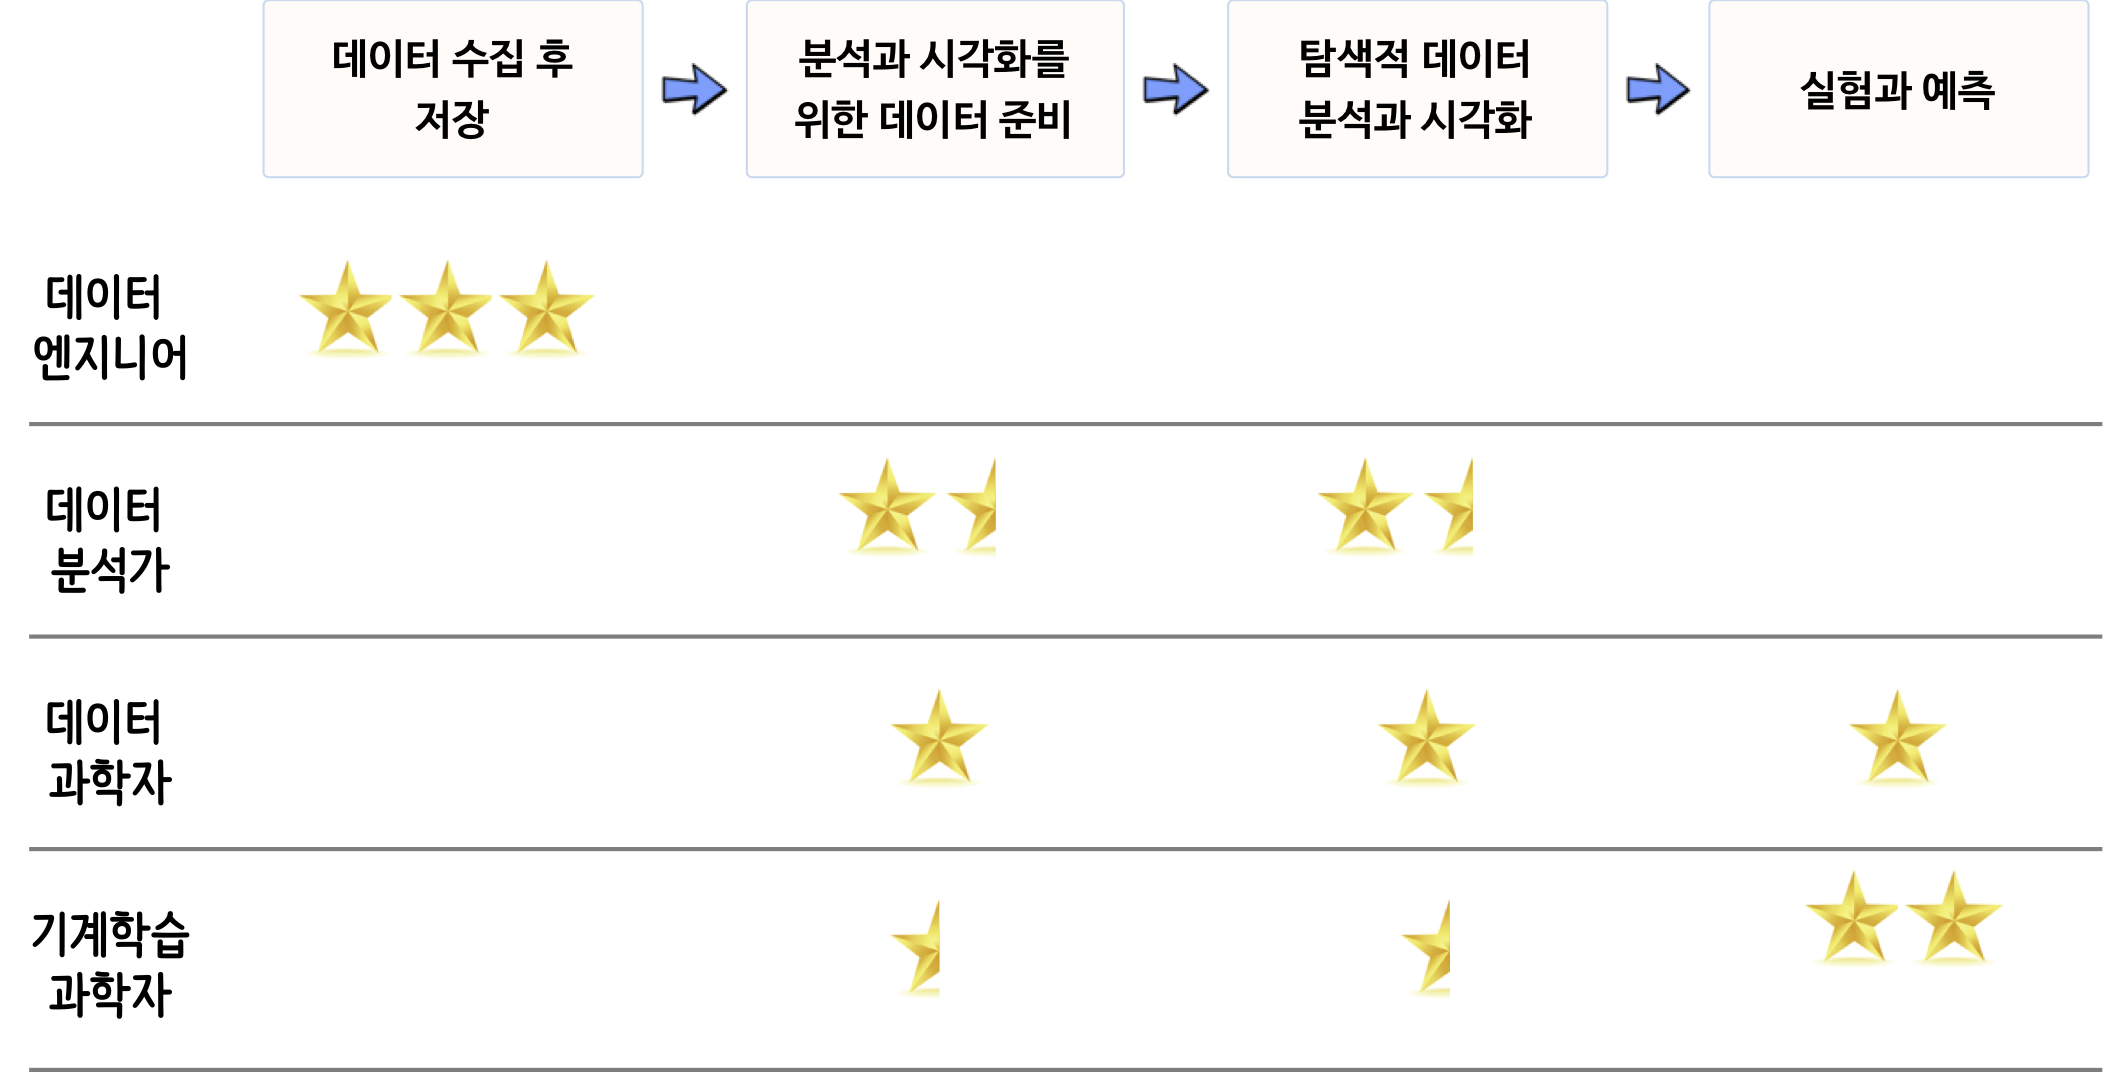 데이터 수집 후
저장
분석과 시각화를
위한 데이터 준비
탐색적 데이터
분석과 시각화
실험과 예측
데이터
엔지니어
데이터
분석가
데이터
과학자
기계학습
과학자